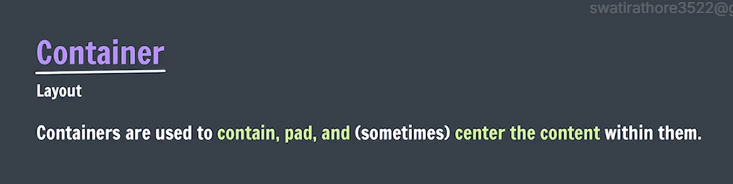 swatirathore3522@g
Container
Layout
Containers are used to contain, pad, and (sometimes) center the content within them.